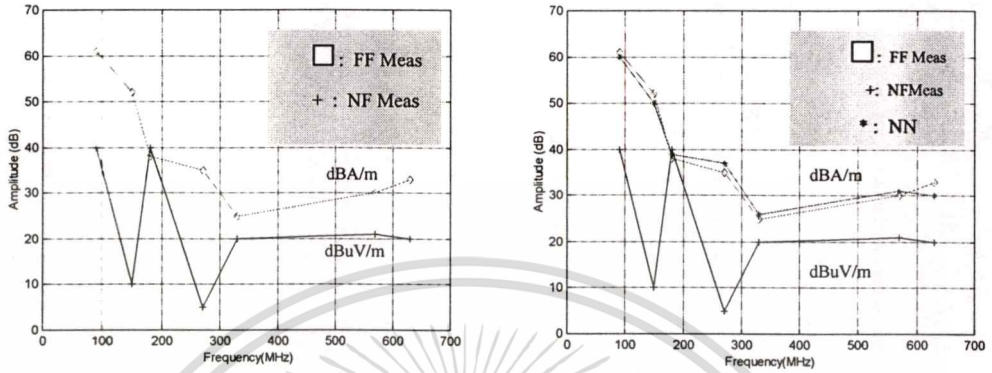 70
60
50
40
30
20
10
0
Amplitude (dB)
□: FF Meas
+ NF Meas
dBA/m
dBuV/m
0 100 200 300 400 500 600 700
Frequency(MHz)
70
60
50
40
30
20
10
0
Amplitude (dB)
□: FF Meas
+: NFMeas
*: NN
dBA/m
dBuV/m
0 100 200 300 400 500 600 700
Frequency(MHz)